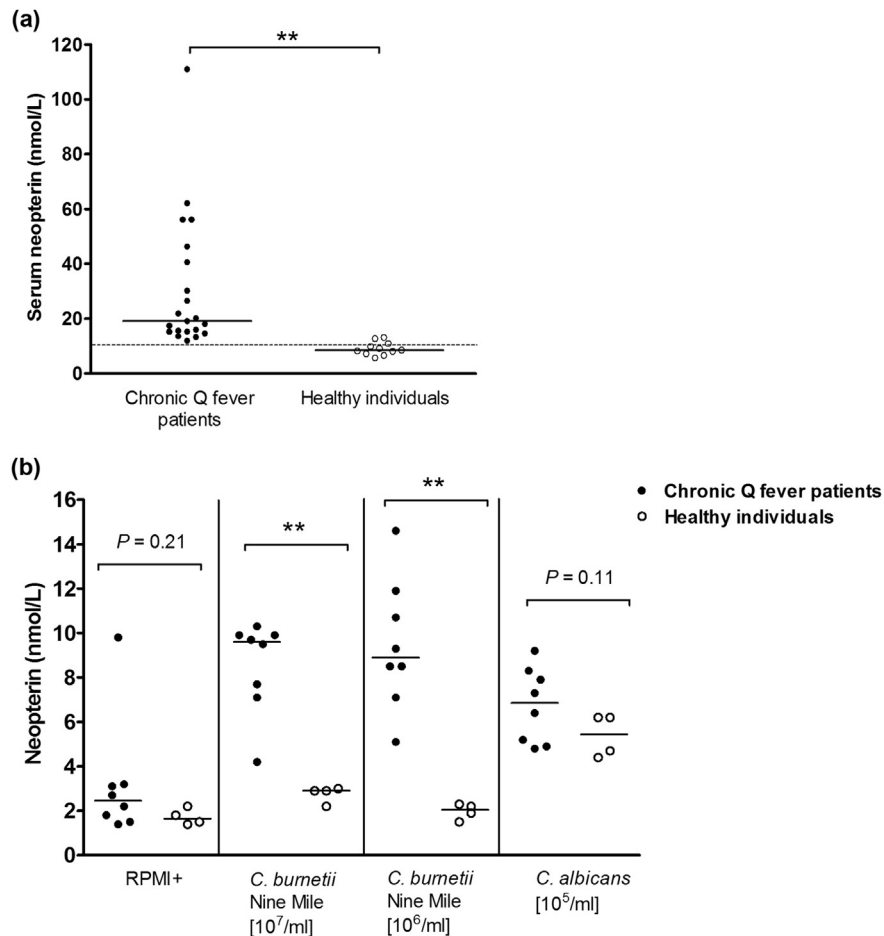 (a)
**
120
100
80
60
40
20
0
Serum neopterin (nmol/L)
Chronic Q fever
patients
Healthy individuals
(b)
16
14
12
10
8
6
4
2
0
Neopterin (nmol/L)
P = 0.21
**
**
P = 0.11
Chronic Q fever patients
Healthy individuals
RPMI+
C. burnetii
Nine Mile
[10⁷/ml]
C. burnetii
Nine Mile
[10⁶/ml]
C. albicans
[10⁵/ml]